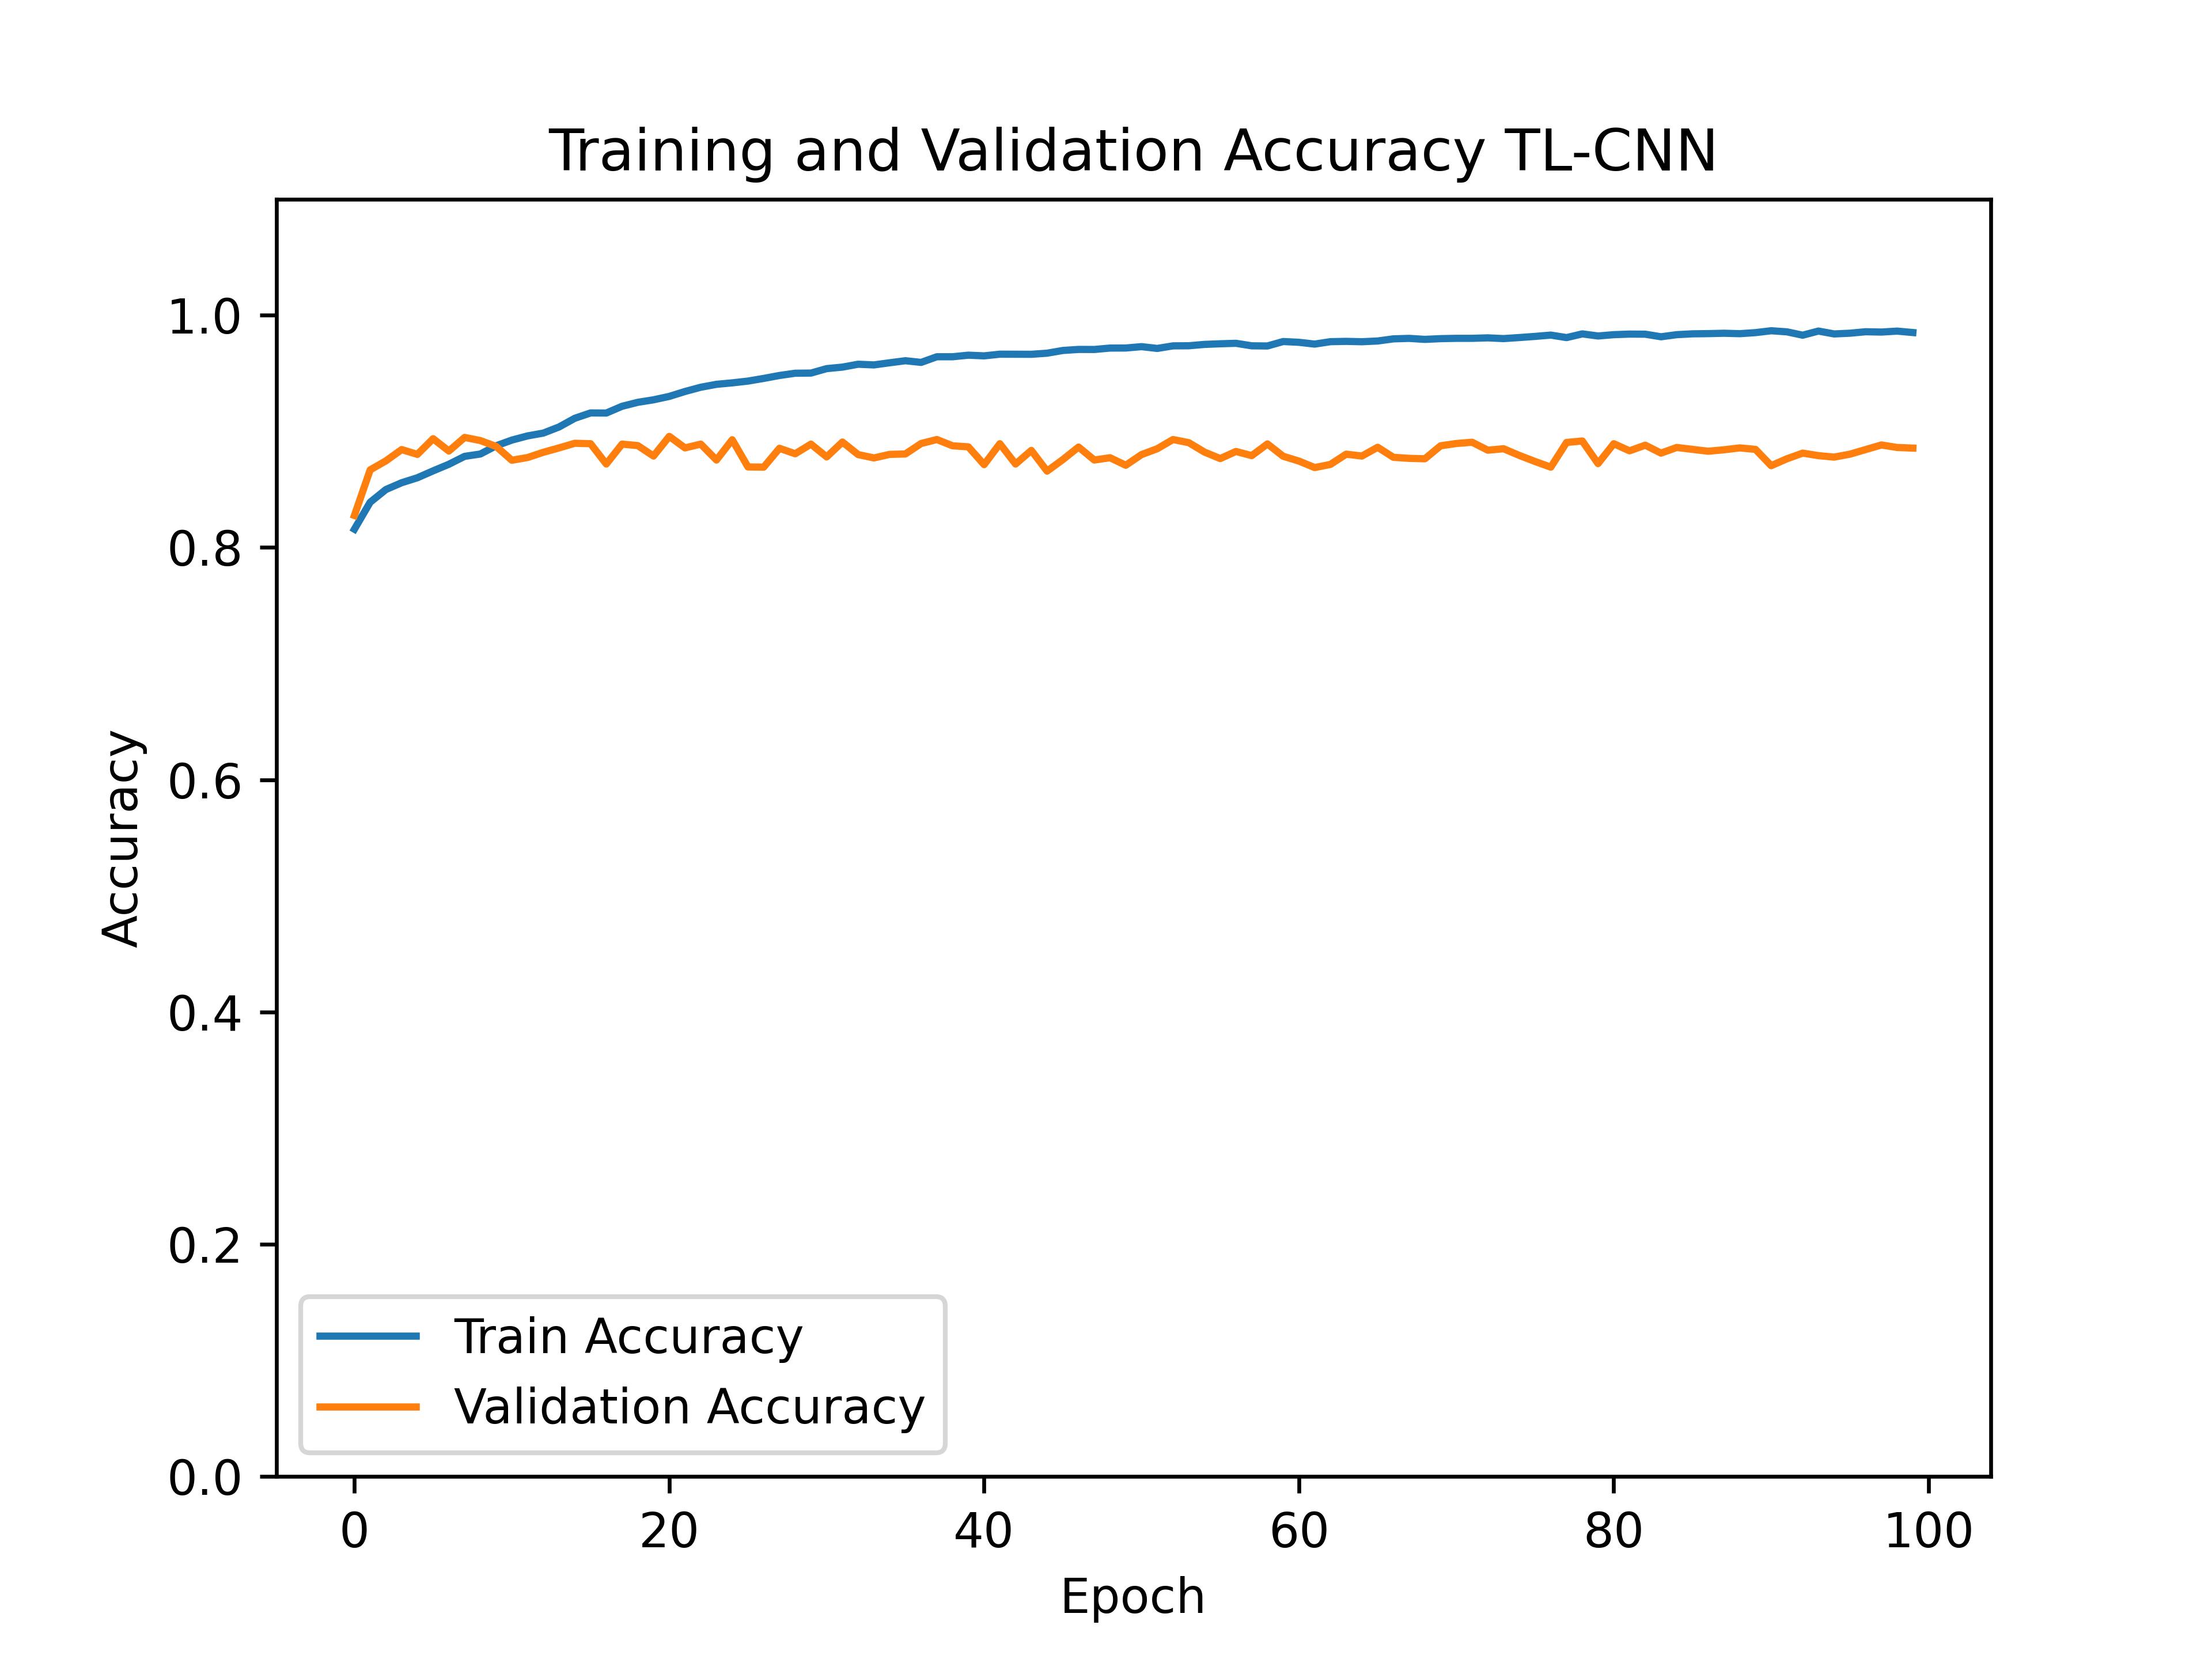 Training and Validation Accuracy TL-CNN
1.0
0.8
0.6
0.4
0.2
0.0
Accuracy
Train Accuracy
Validation Accuracy
0 20 40 60 80 100
Epoch